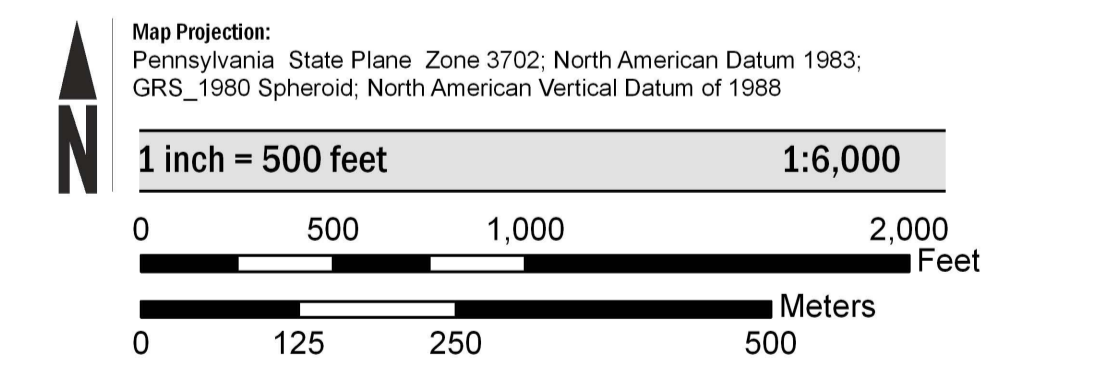 Map Projection:
Pennsylvania State Plane Zone 3702; North American Datum 1983;
GRS_1980 Spheroid; North American Vertical Datum of 1988
N
1 inch = 500 feet 1:6,000
0 500 1,000 2,000
Feet
Meters
0 125 250 500